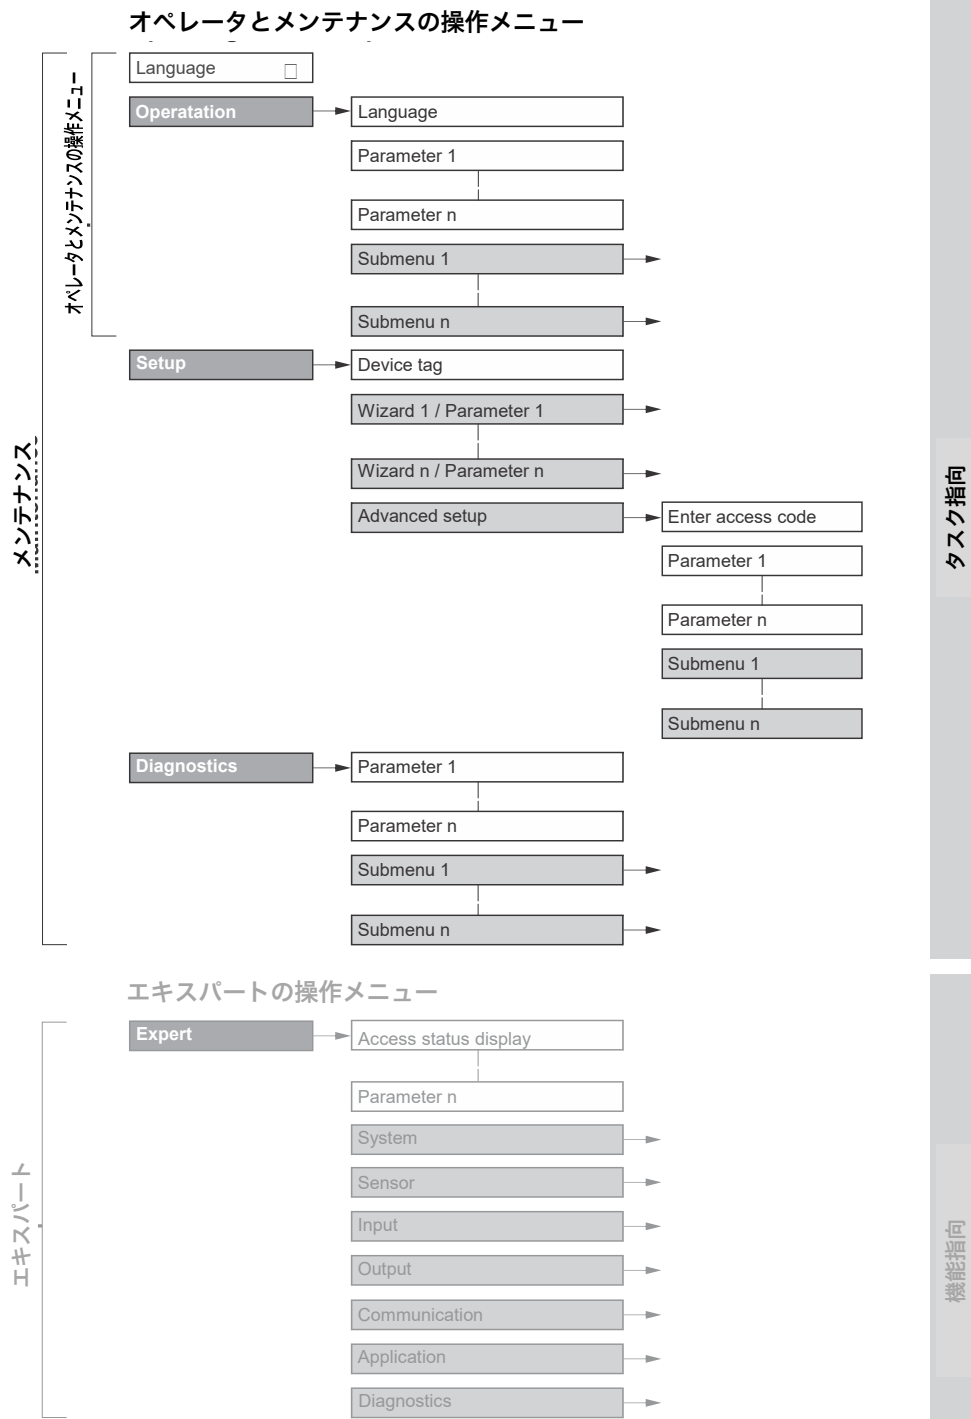 オペレータとメンテナンスの操作メニュー
Language
Operatation
Language
Parameter 1
Parameter n
Submenu 1
Submenu n
オペレータとメンテナンスの操作メニュー
Setup
Device tag
Wizard 1 / Parameter 1
Wizard n / Parameter n
Advanced setup
Enter access code
Parameter 1
Parameter n
Submenu 1
Submenu n
メンテナンス
タスク指向
Diagnostics
Parameter 1
Parameter n
Submenu 1
Submenu n
エキスパートの操作メニュー
Expert
Access status display
Parameter n
System
Sensor
Input
Output
Communication
Application
Diagnostics
エキスパート
機能指向